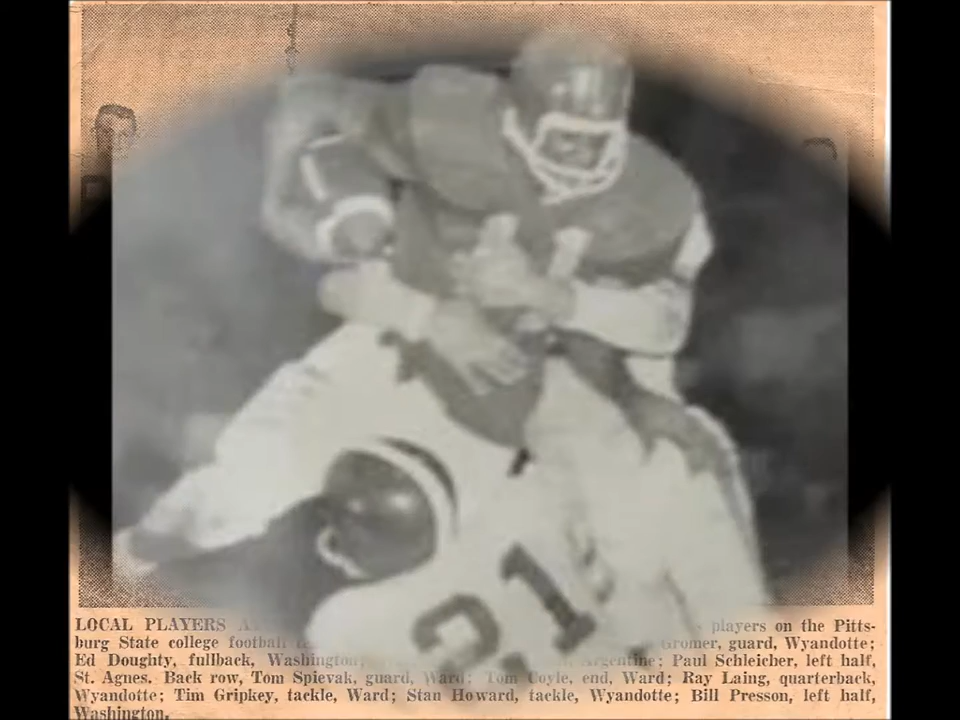 LOCAL PLAYERS players on the Pitts-
burg State college football Gromer, guard, Wyandotte;
Ed Doughty, fullback, Washington; Argentine; Paul Schleicher, left half,
St. Agnes. Back row, Tom Spievak, guard, Ward; Tom Coyle, end, Ward; Ray Laing, quarterback,
Wyandotte; Tim Gripkey, tackle, Ward; Stan Howard, tackle, Wyandotte; Bill Presson, left half,
Washington.
21